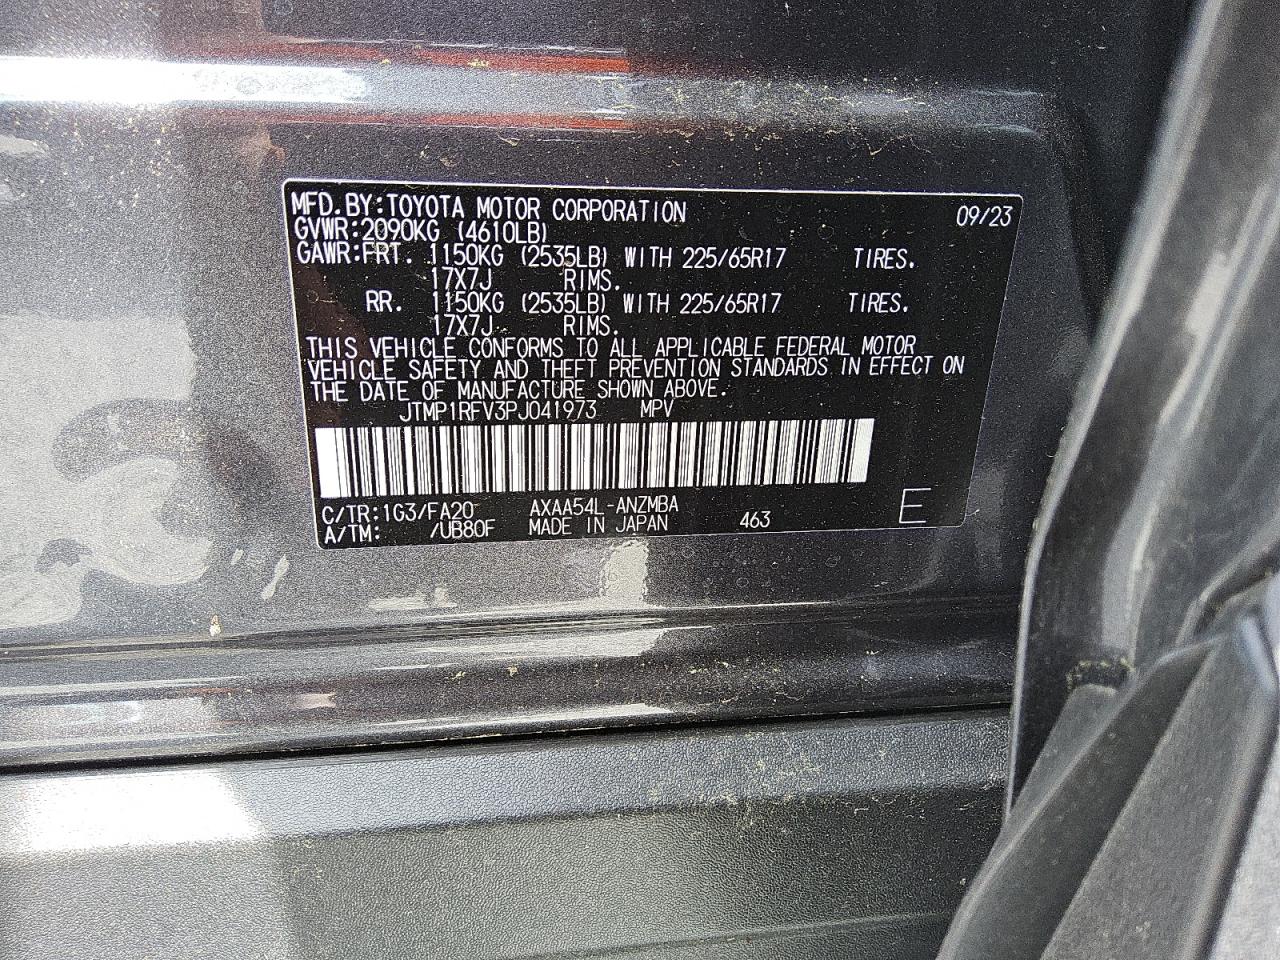 MFD.BY:TOYOTA MOTOR CORPORATION 09/23
GVWR:2090KG (4610LB)
GAWR:FRT. 1150KG (2535LB) WITH 225/65R17 TIRES.
17X7J RIMS.
RR. 1150KG (2535LB) WITH 225/65R17 TIRES.
17X7J RIMS.
THIS VEHICLE CONFORMS TO ALL APPLICABLE FEDERAL MOTOR
VEHICLE SAFETY AND THEFT PREVENTION STANDARDS IN EFFECT ON
THE DATE OF MANUFACTURE SHOWN ABOVE.
JTMP1RFV3PJ041973 MPV
C/TR:1G3/FA20 AXAA54L-ANZMBA
A/TM: /UB80F MADE IN JAPAN 463 E